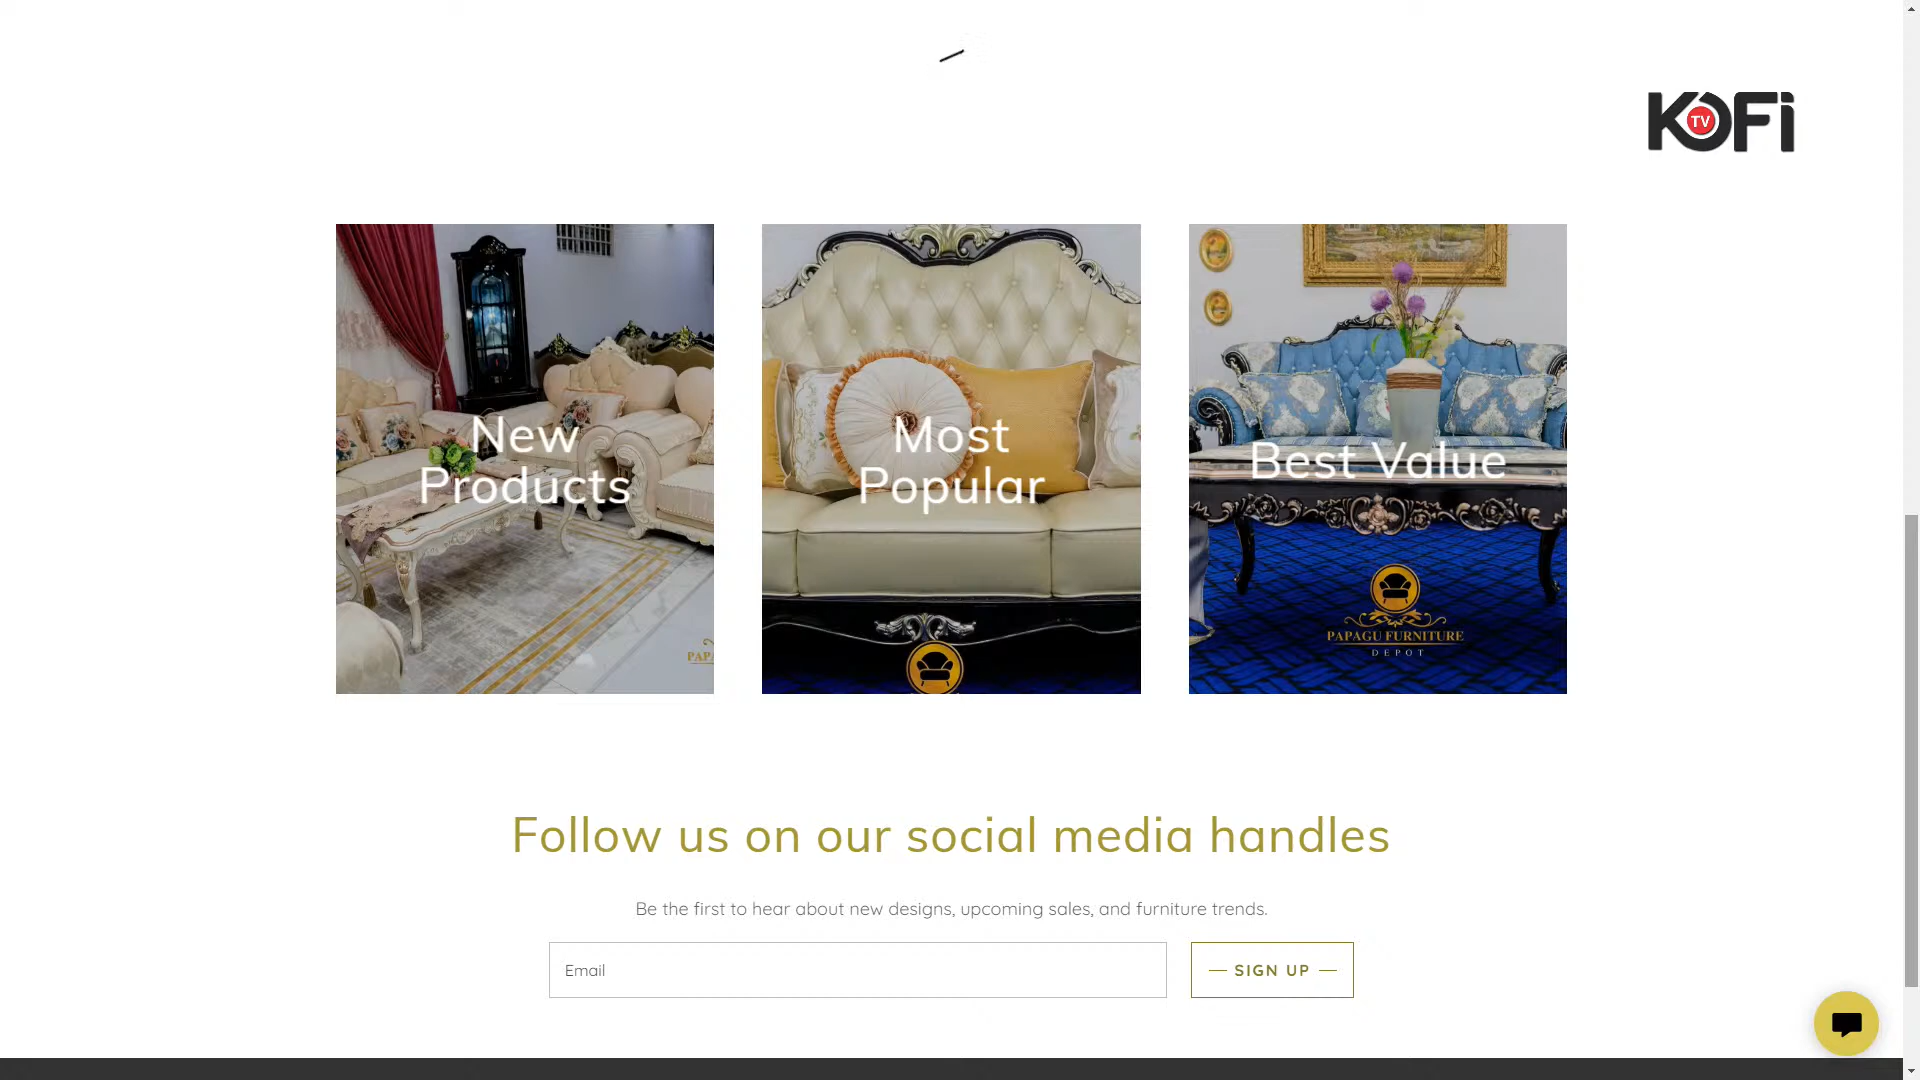 KOFi
TV
New
Products
Most
Popular
Best Value
PAPAGU FURNITURE
DEPOT
Follow us on our social media handles
Be the first to hear about new designs, upcoming sales, and furniture trends.
Email
SIGN UP